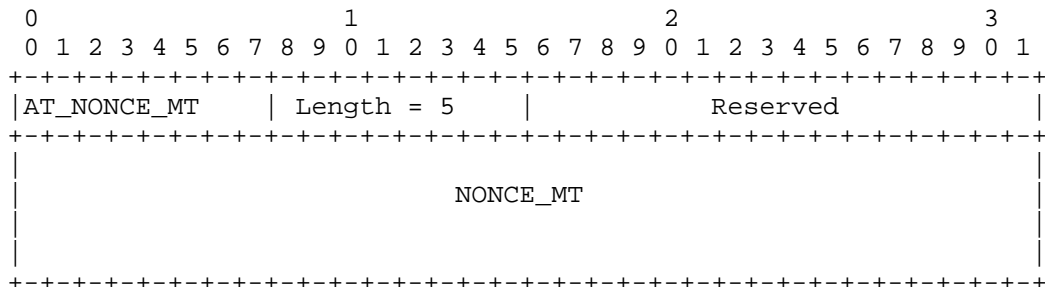 0                   1                   2                   3
 0 1 2 3 4 5 6 7 8 9 0 1 2 3 4 5 6 7 8 9 0 1 2 3 4 5 6 7 8 9 0 1
+-+-+-+-+-+-+-+-+-+-+-+-+-+-+-+-+-+-+-+-+-+-+-+-+-+-+-+-+-+-+-+-+
|AT_NONCE_MT    | Length = 5    |           Reserved            |
+-+-+-+-+-+-+-+-+-+-+-+-+-+-+-+-+-+-+-+-+-+-+-+-+-+-+-+-+-+-+-+-+
|                                                               |
|                           NONCE_MT                            |
|                                                               |
|                                                               |
+-+-+-+-+-+-+-+-+-+-+-+-+-+-+-+-+-+-+-+-+-+-+-+-+-+-+-+-+-+-+-+-+